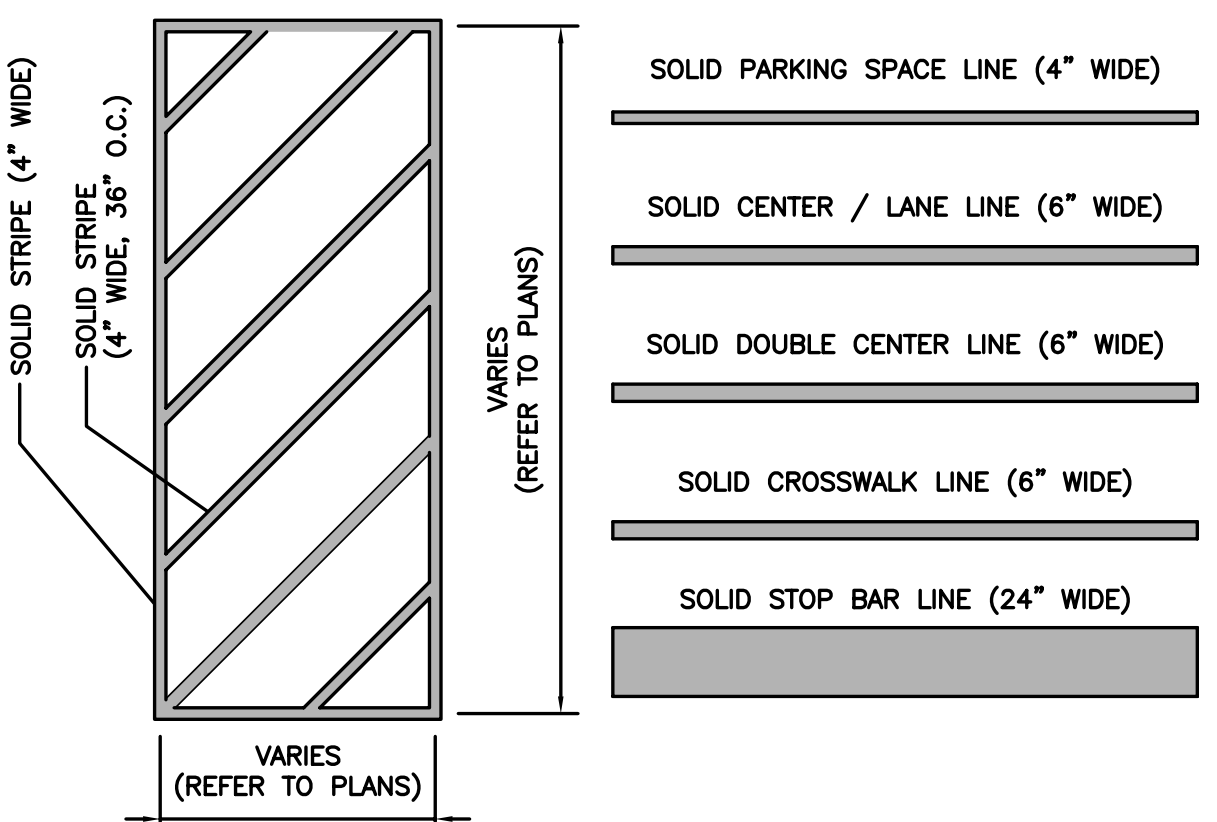 SOLID STRIPE (4” WIDE)
SOLID STRIPE
(4” WIDE, 36” O.C.)
VARIES
(REFER TO PLANS)
VARIES
(REFER TO PLANS)
SOLID PARKING SPACE LINE (4” WIDE)
SOLID CENTER / LANE LINE (6” WIDE)
SOLID DOUBLE CENTER LINE (6” WIDE)
SOLID CROSSWALK LINE (6” WIDE)
SOLID STOP BAR LINE (24” WIDE)